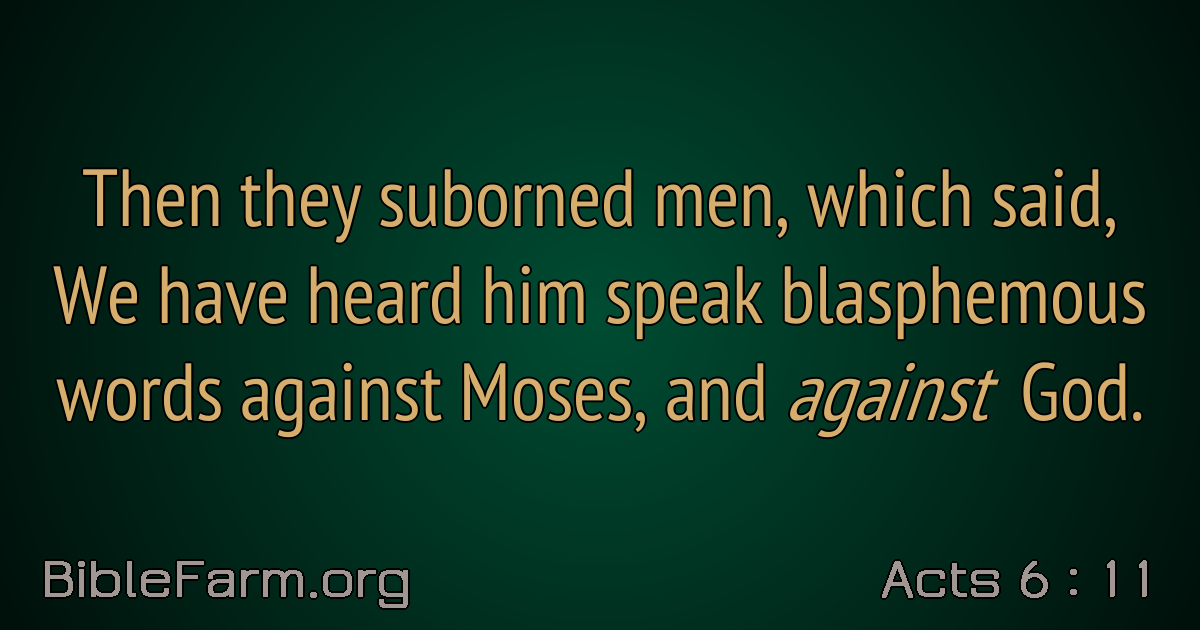 Then they suborned men, which said,
We have heard him speak blasphemous
words against Moses, and against God.
BibleFarm.org
Acts 6 : 11